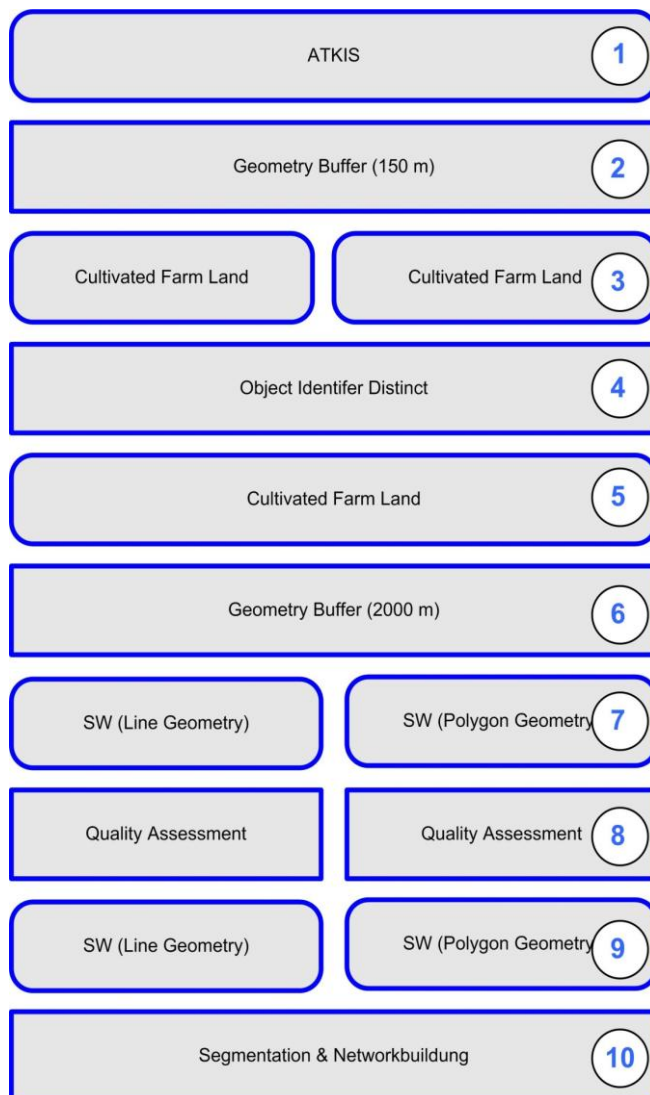 ATKIS 1
Geometry Buffer (150 m) 2
Cultivated Farm Land Cultivated Farm Land 3
Object Identifer Distinct 4
Cultivated Farm Land 5
Geometry Buffer (2000 m) 6
SW (Line Geometry) SW (Polygon Geometry 7
Quality Assessment Quality Assessment 8
SW (Line Geometry) SW (Polygon Geometry 9
Segmentation & Networkbuildung 10